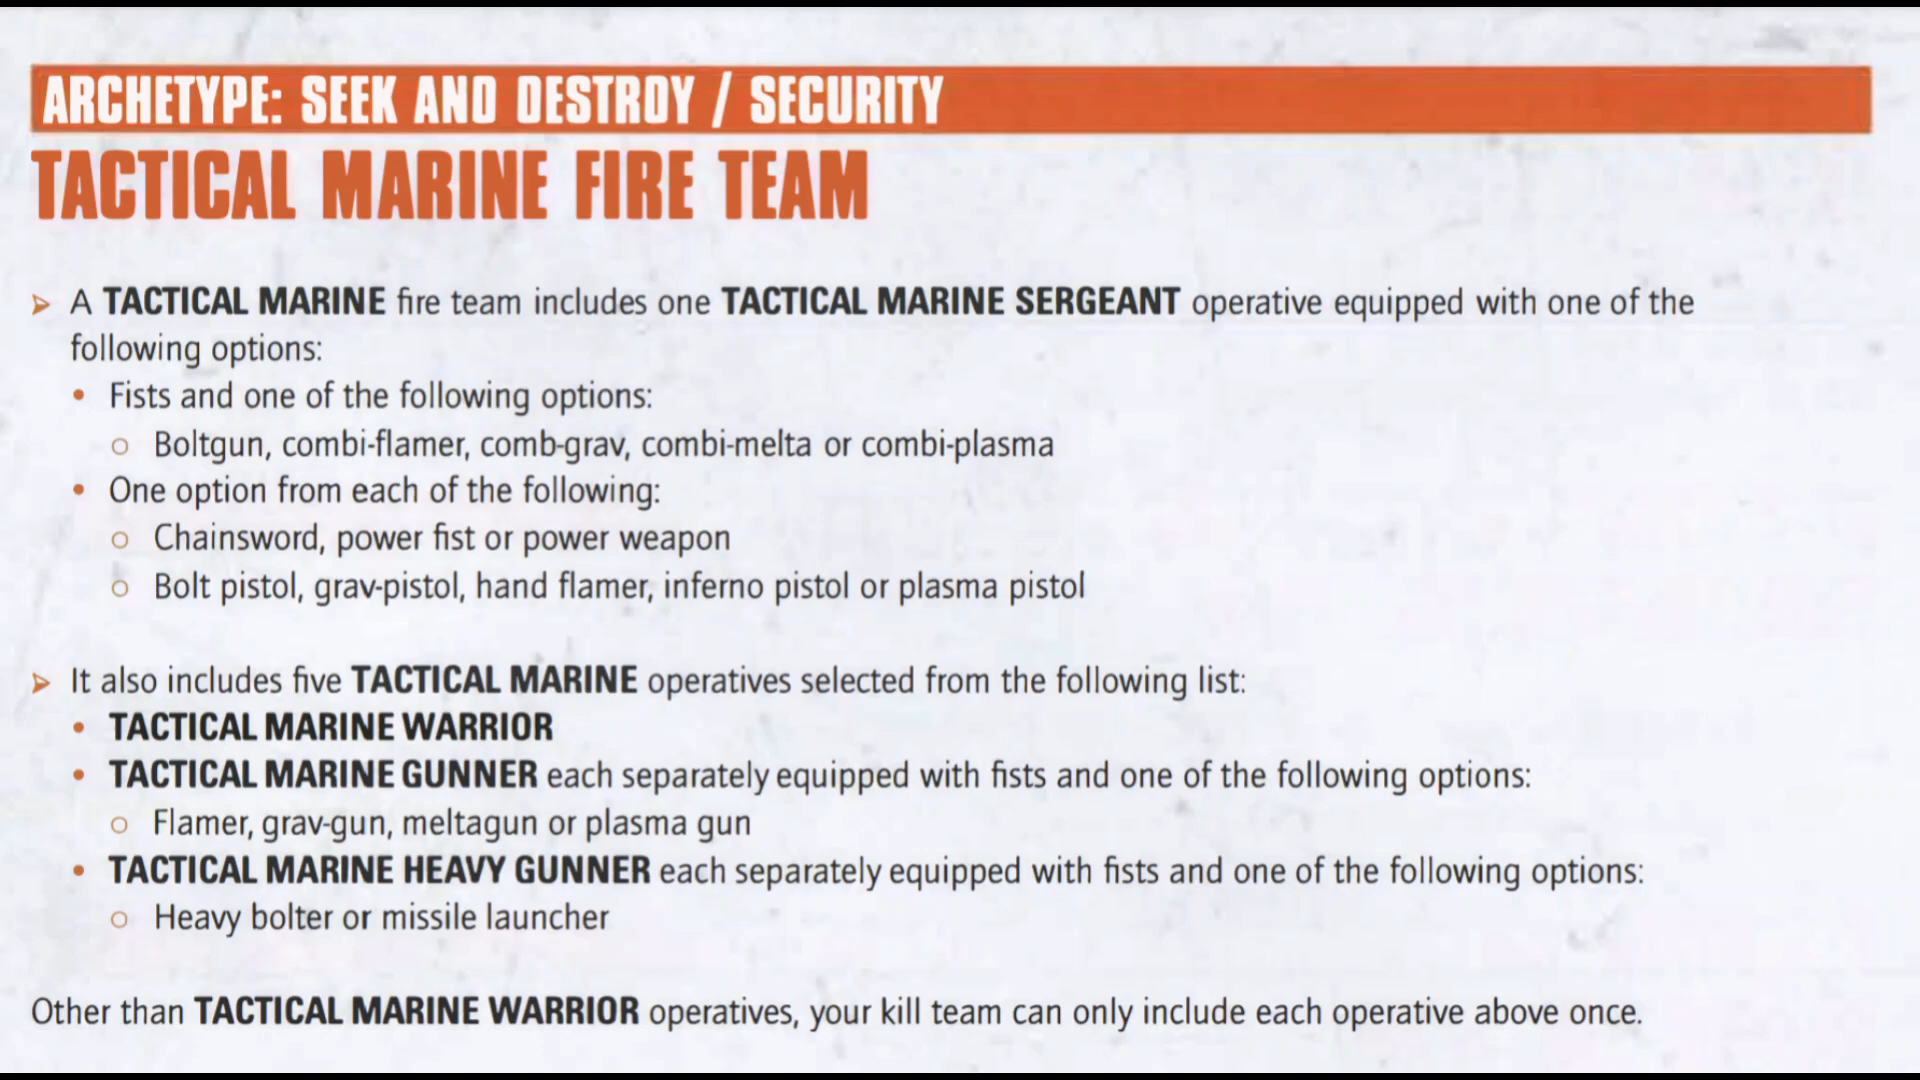 ARCHETYPE: SEEK AND DESTROY / SECURITY
TACTICAL MARINE FIRE TEAM
➢ A TACTICAL MARINE fire team includes one TACTICAL MARINE SERGEANT operative equipped with one of the
following options:
• Fists and one of the following options:
○ Boltgun, combi-flamer, comb-grav, combi-melta or combi-plasma
• One option from each of the following:
○ Chainsword, power fist or power weapon
○ Bolt pistol, grav-pistol, hand flamer, inferno pistol or plasma pistol
➢ It also includes five TACTICAL MARINE operatives selected from the following list:
• TACTICAL MARINE WARRIOR
• TACTICAL MARINE GUNNER each separately equipped with fists and one of the following options:
○ Flamer, grav-gun, meltagun or plasma gun
• TACTICAL MARINE HEAVY GUNNER each separately equipped with fists and one of the following options:
○ Heavy bolter or missile launcher
Other than TACTICAL MARINE WARRIOR operatives, your kill team can only include each operative above once.